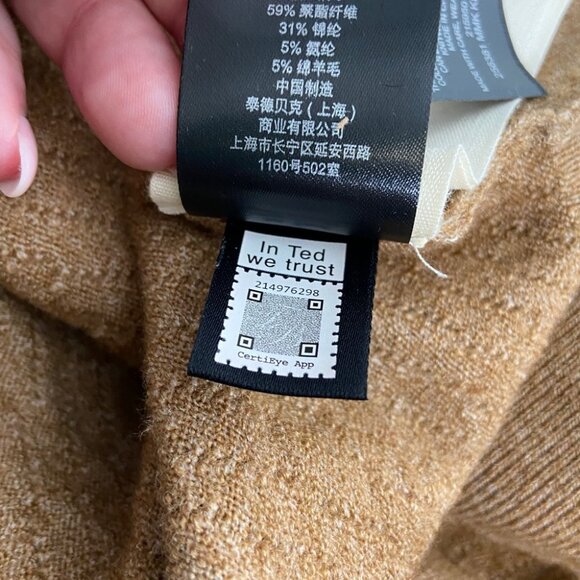 59% 聚酯纤维
31% 锦纶
5% 氨纶
5% 绵羊毛
中国制造
泰德贝克（上海）
商业有限公司
上海市长宁区延安西路
1160号502室
In Ted
we trust
214976298
CertiEye App